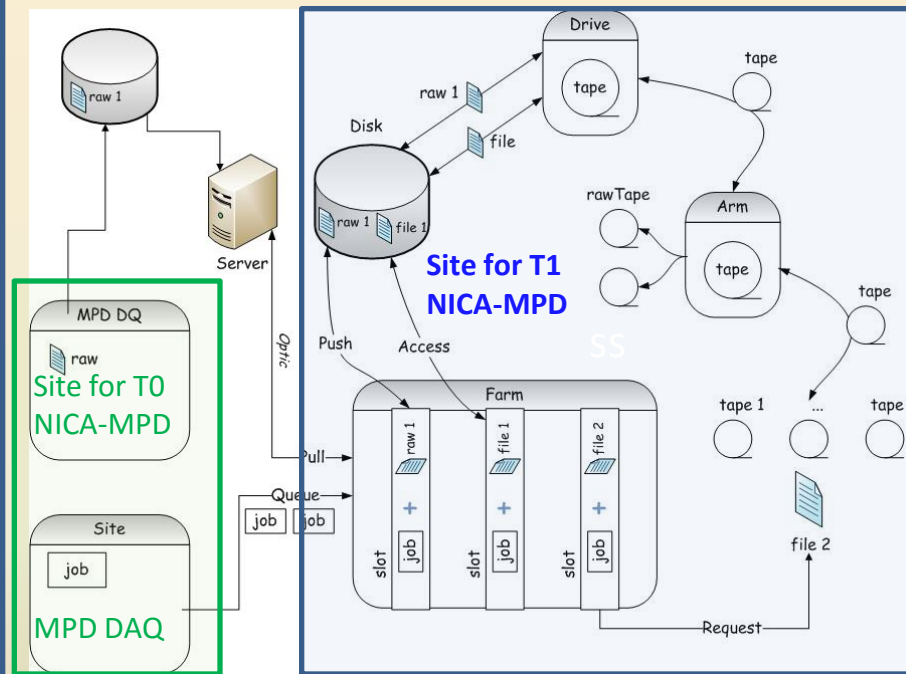 Drive
tape
tape
raw 1
raw 1
file
Disk
raw 1
file 1
rawTape
Arm
tape
Server
Site for T1
NICA-MPD
tape
MPD DQ
raw
Site for T0
NICA-MPD
Optic
Push
Access
SS
Farm
tape 1
...
tape
raw 1
file 1
file 2
Pull
Queue
job
job
+
+
+
slot
job
slot
job
slot
job
file 2
Site
job
MPD DAQ
Request